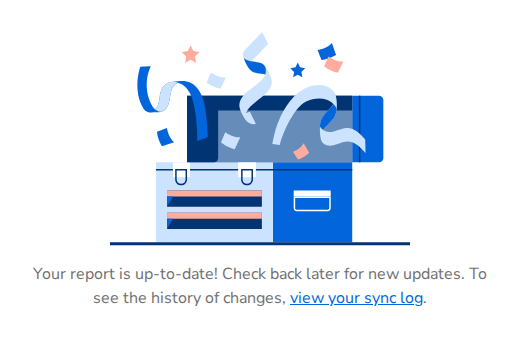 Your report is up-to-date! Check back later for new updates. To
see the history of changes, view your sync log.